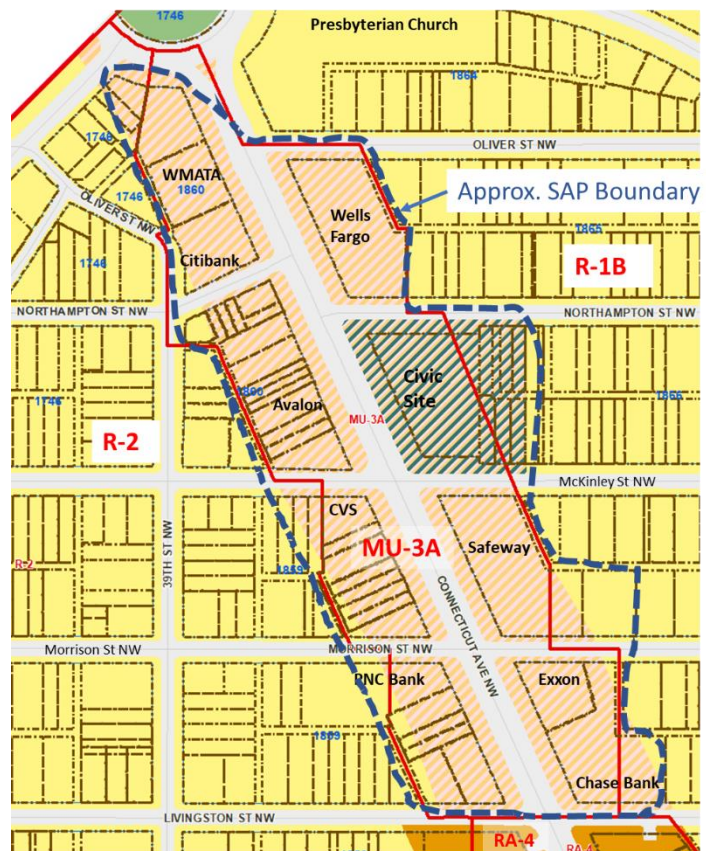 1746
Presbyterian Church
1864
1746
OLIVER ST NW
WMATA
1860
1746
OLIVER ST NW
Wells
Fargo
Approx. SAP Boundary
1865
R-1B
1746
Citibank
NORTHAMPTON ST NW
NORTHAMPTON ST NW
Civic
Site
1746
1860
1866
Avalon
MU-3A
R-2
McKinley St NW
CVS
MU-3A
Safeway
R-2
39TH ST NW
1859
CONNECTICUT AVE NW
Morrison St NW
MORRISON ST NW
PNC Bank
Exxon
1869
Chase Bank
LIVINGSTON ST NW
RA-4
RA-4